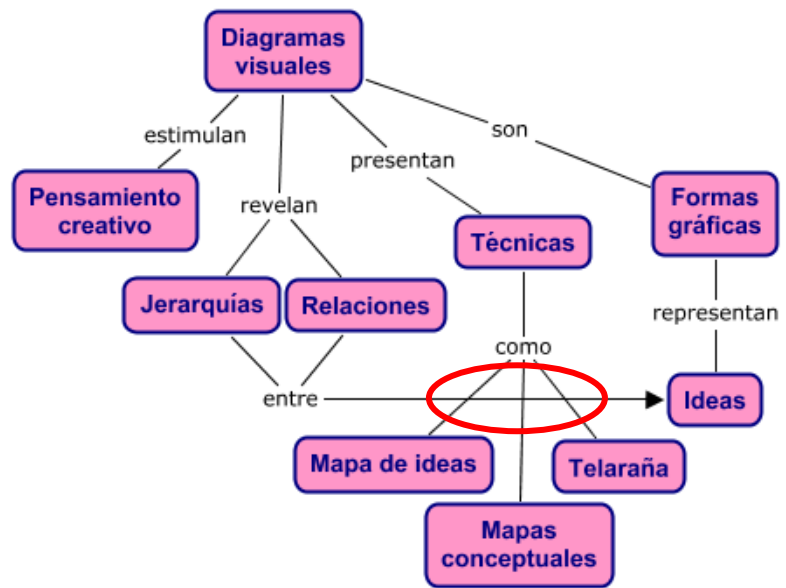 Diagramas
visuales
estimulan
son
presentan
Pensamiento
creativo
revelan
Formas
gráficas
Técnicas
Jerarquías
Relaciones
representan
como
entre
Ideas
Mapa de ideas
Telaraña
Mapas
conceptuales